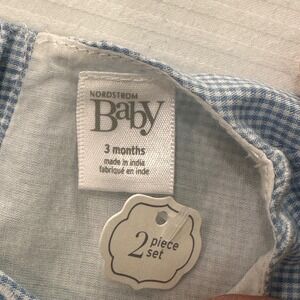 NORDSTROM
Baby
3 months
made in india
fabriqué en inde
2 piece
set